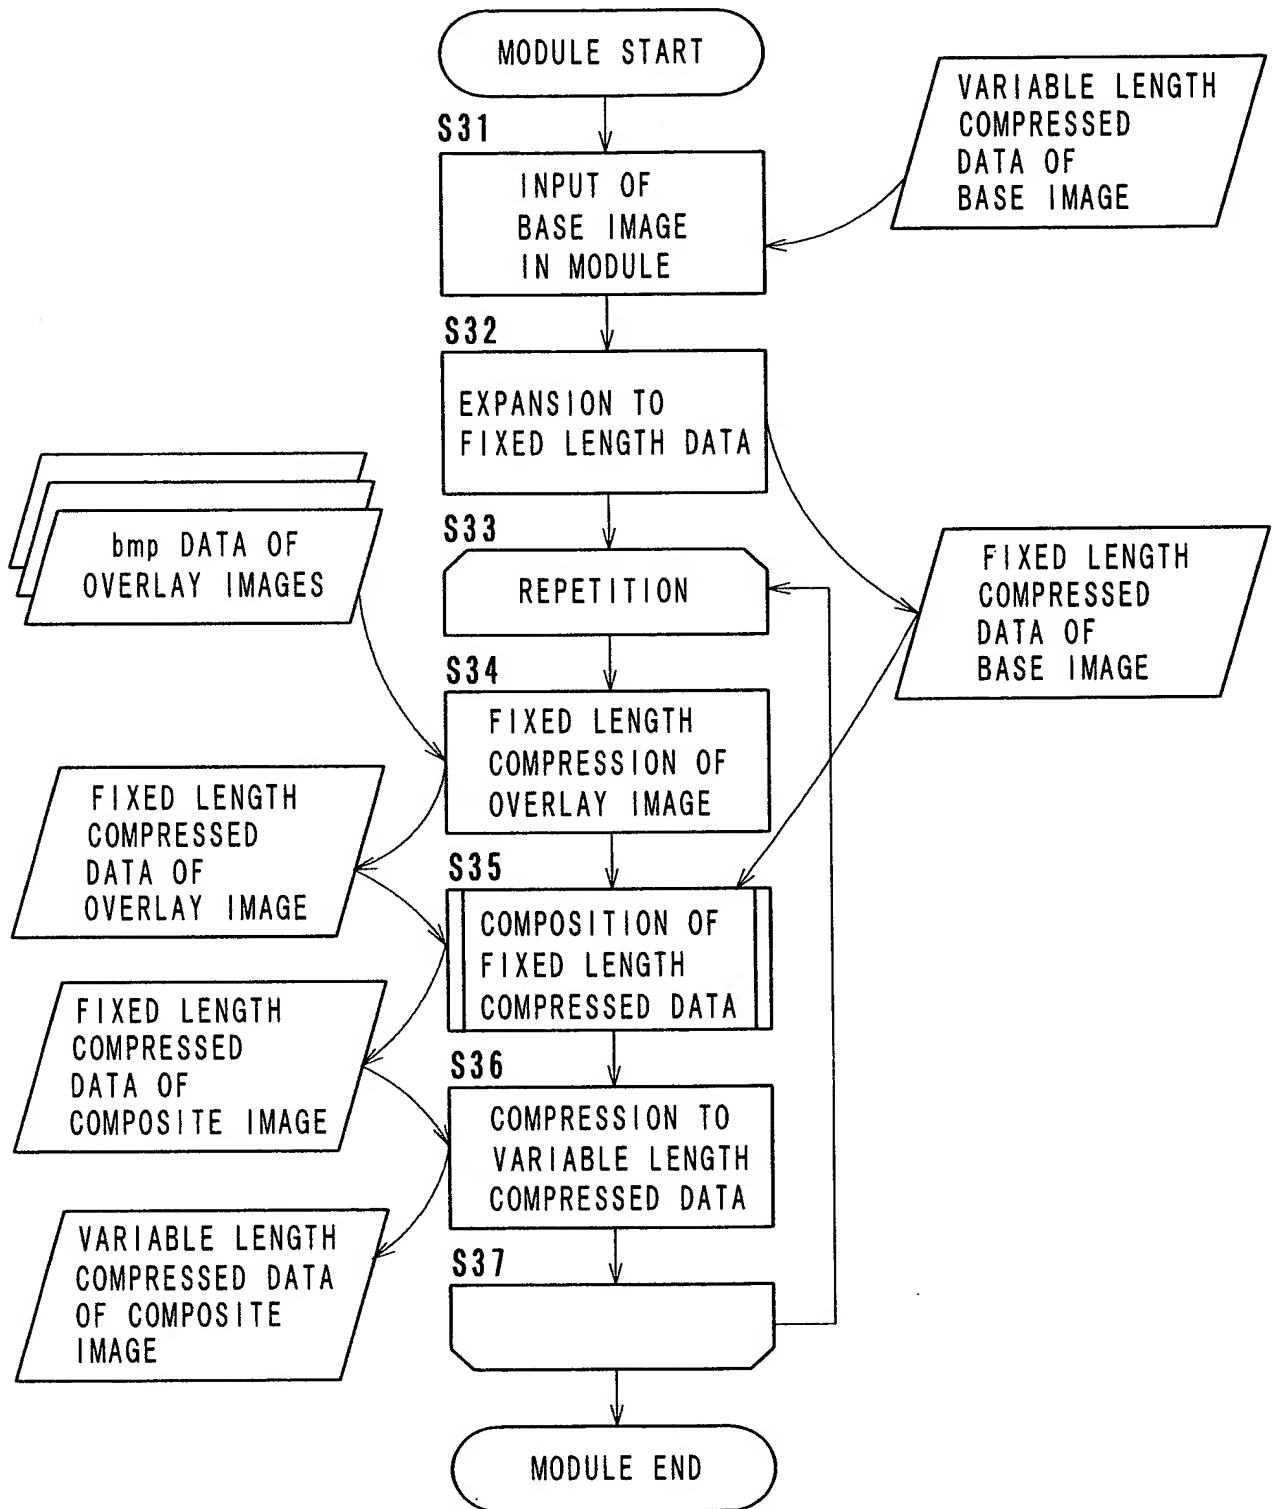 MODULE START
VARIABLE LENGTH
COMPRESSED
DATA OF
BASE IMAGE
S31
INPUT OF
BASE IMAGE
IN MODULE
S32
EXPANSION TO
FIXED LENGTH DATA
bmp DATA OF
OVERLAY IMAGES
S33
REPETITION
FIXED LENGTH
COMPRESSED
DATA OF
BASE IMAGE
S34
FIXED LENGTH
COMPRESSION OF
OVERLAY IMAGE
FIXED LENGTH
COMPRESSED
DATA OF
OVERLAY IMAGE
S35
COMPOSITION OF
FIXED LENGTH
COMPRESSED DATA
FIXED LENGTH
COMPRESSED
DATA OF
COMPOSITE IMAGE
S36
COMPRESSION TO
VARIABLE LENGTH
COMPRESSED DATA
VARIABLE LENGTH
COMPRESSED DATA
OF COMPOSITE
IMAGE
S37
MODULE END